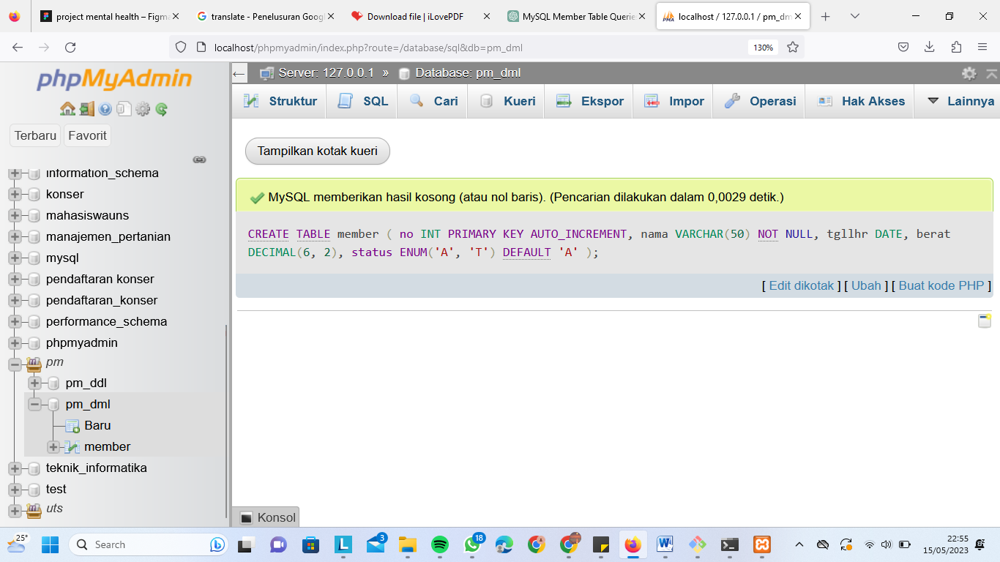 project mental health – Figma
translate - Penelusuran Googl
Download file | iLovePDF
MySQL Member Table Querie
localhost / 127.0.0.1 / pm_dm
localhost/phpmyadmin/index.php?route=/database/sql&db=pm_dml
130%
phpMyAdmin
Terbaru
Favorit
information_schema
konser
mahasiswauns
manajemen_pertanian
mysql
pendaftaran konser
pendaftaran_konser
performance_schema
phpmyadmin
pm
pm_ddl
pm_dml
Baru
member
teknik_informatika
test
uts
Server: 127.0.0.1 » Database: pm_dml
Struktur
SQL
Cari
Kueri
Ekspor
Impor
Operasi
Hak Akses
Lainnya
Tampilkan kotak kueri
MySQL memberikan hasil kosong (atau nol baris). (Pencarian dilakukan dalam 0,0029 detik.)
CREATE TABLE member ( no INT PRIMARY KEY AUTO_INCREMENT, nama VARCHAR(50) NOT NULL, tgllhr DATE, berat
DECIMAL(6, 2), status ENUM('A', 'T') DEFAULT 'A' );
[ Edit dikotak ] [ Ubah ] [ Buat kode PHP ]
Konsol
25°
Search
3
18
22:55
15/05/2023